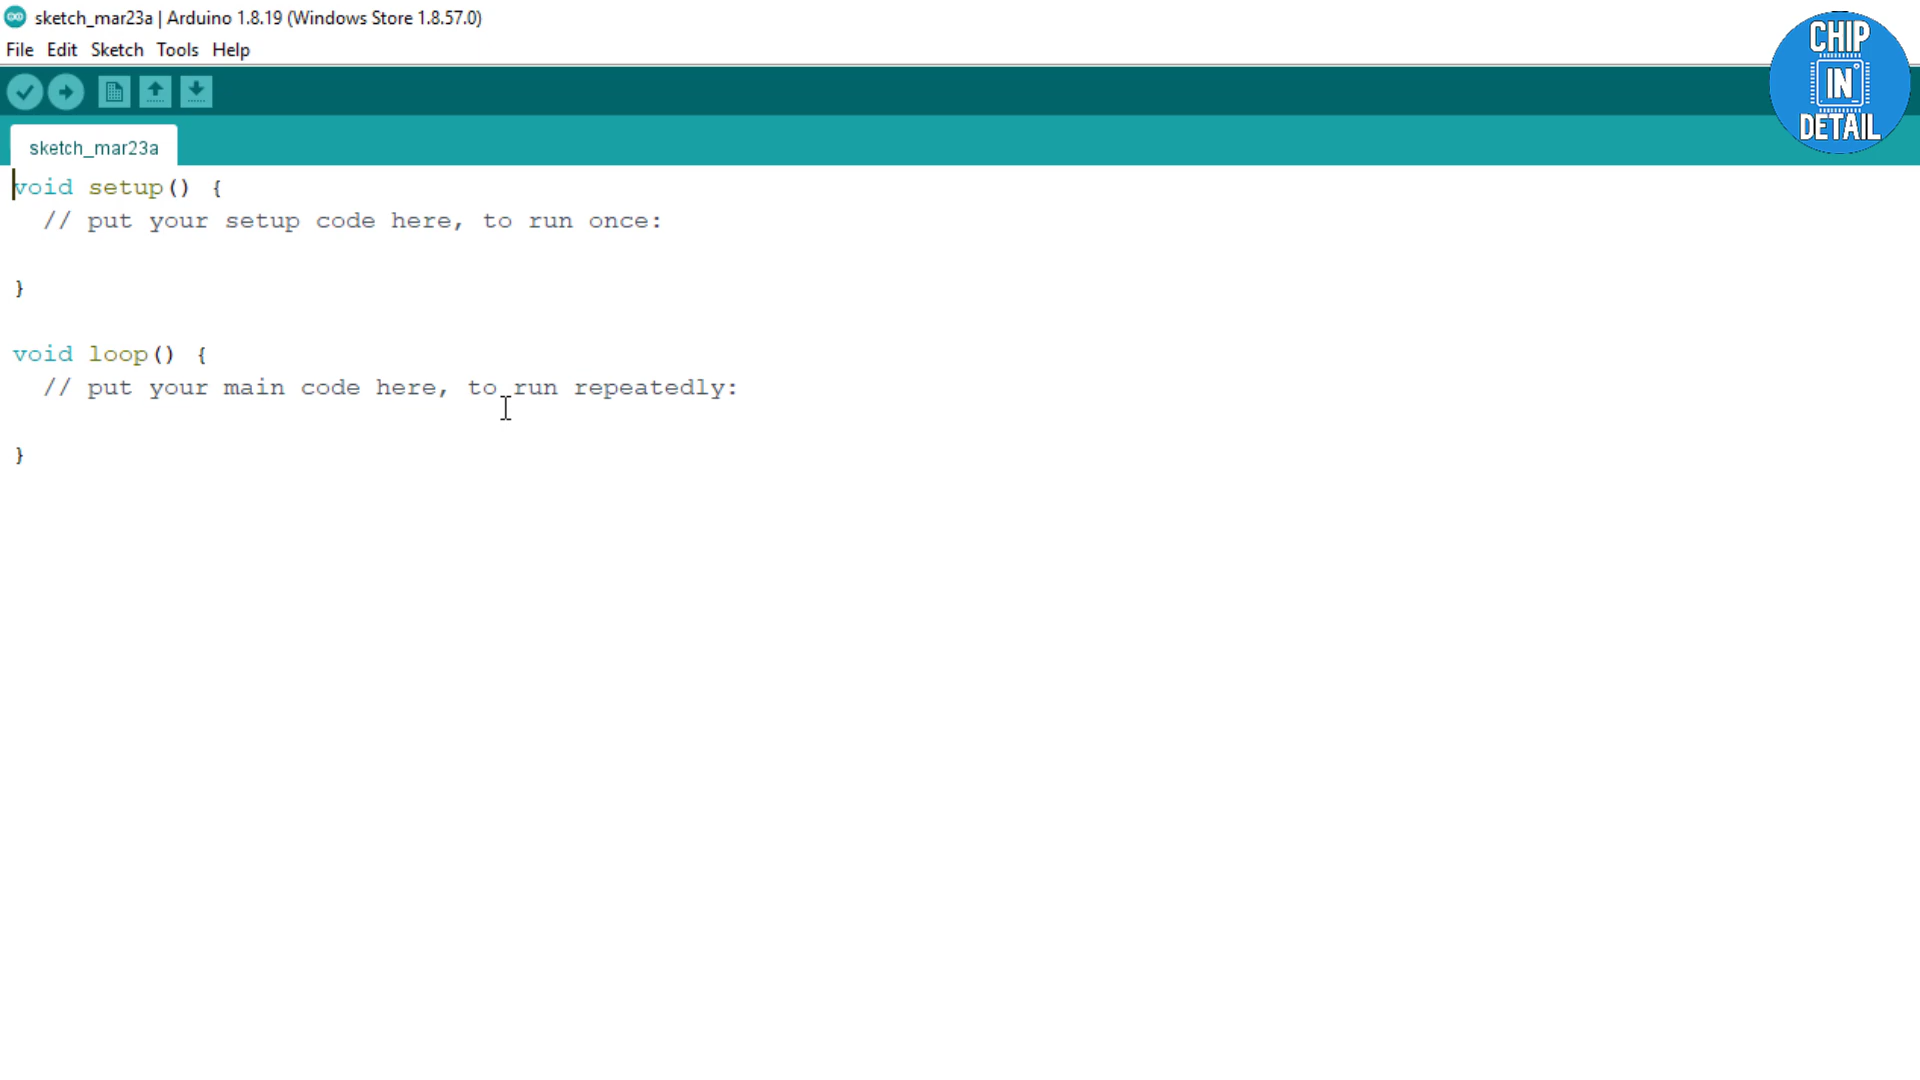 sketch_mar23a | Arduino 1.8.19 (Windows Store 1.8.57.0)
File Edit Sketch Tools Help
CHIP
IN
DETAIL
sketch_mar23a
void setup() {
  // put your setup code here, to run once:
}
void loop() {
  // put your main code here, to run repeatedly:
}